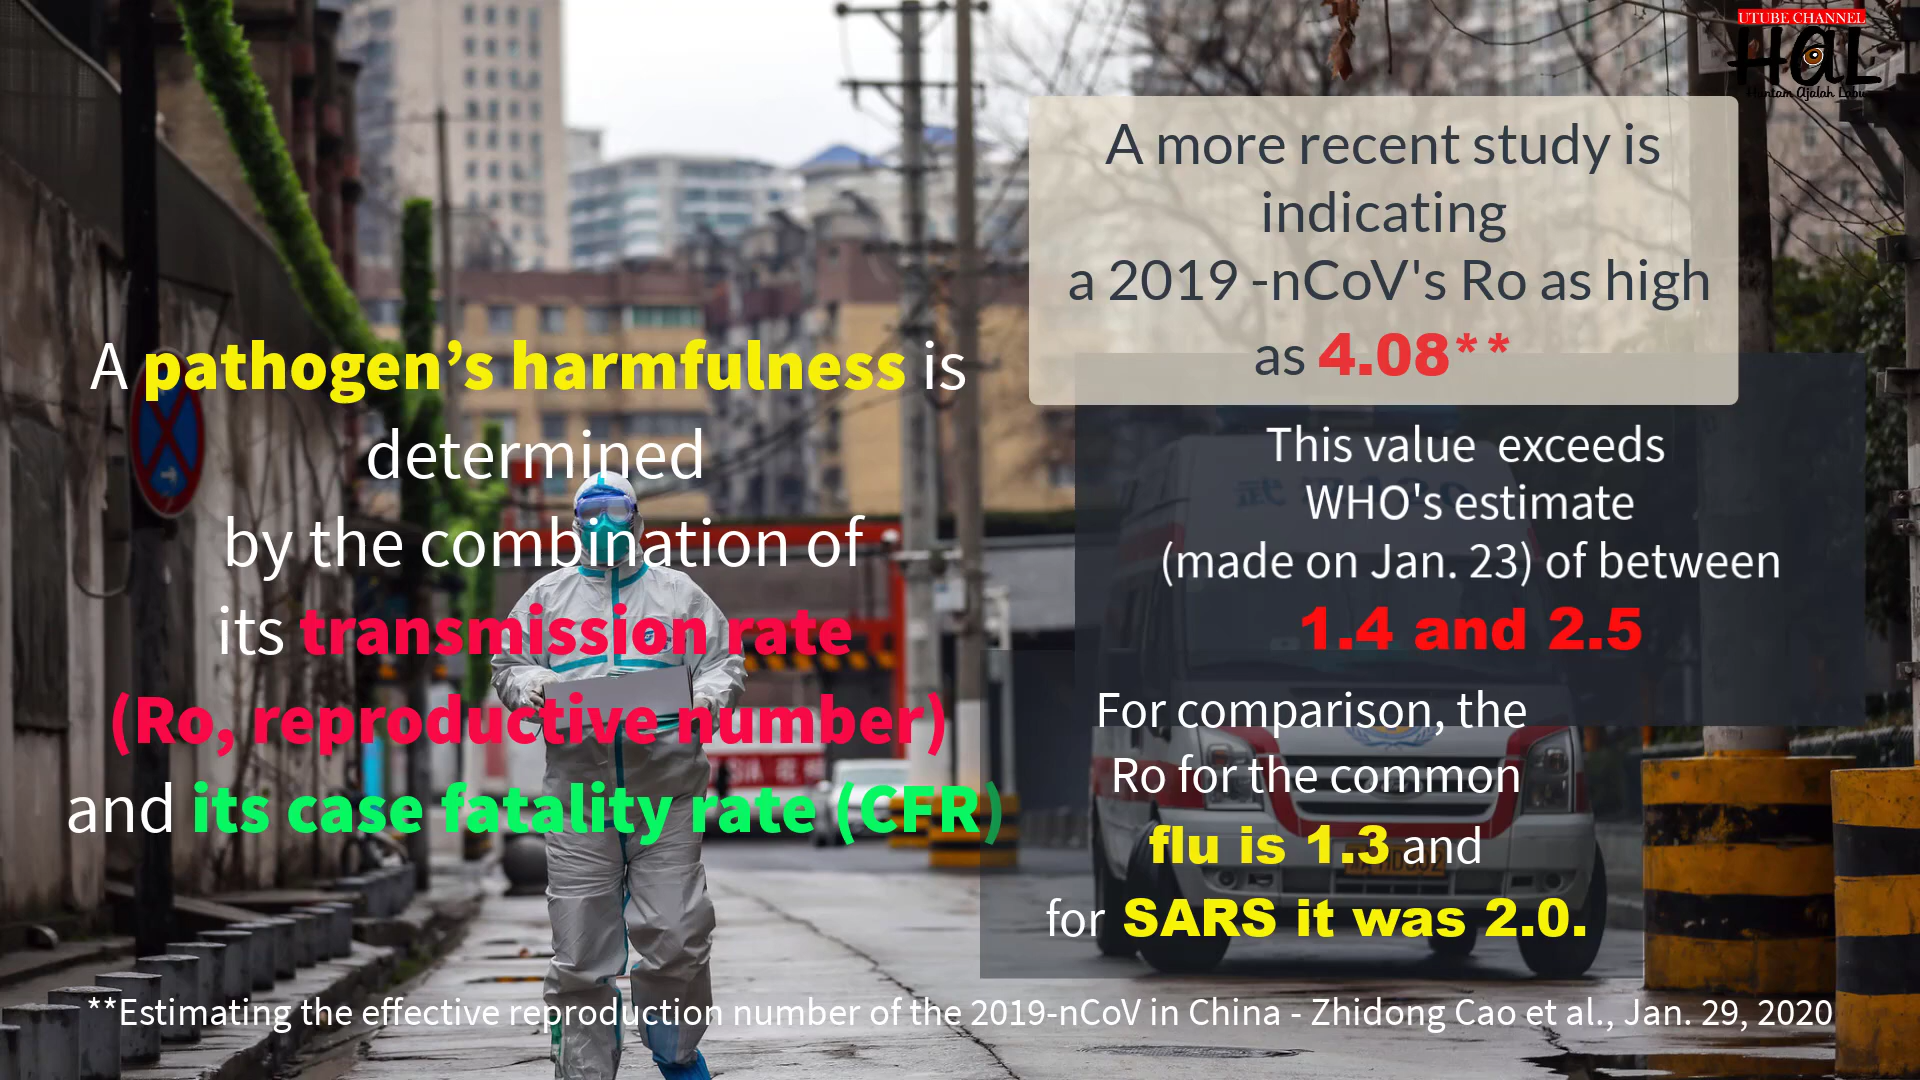 UTUBE CHANNEL
HaL
Hantam Ajalah Labu
A pathogen’s harmfulness is
determined
by the combination of
its transmission rate
(Ro, reproductive number)
and its case fatality rate (CFR)
A more recent study is
indicating
a 2019 -nCoV's Ro as high
as 4.08**
This value exceeds
WHO's estimate
(made on Jan. 23) of between
1.4 and 2.5
For comparison, the
Ro for the common
flu is 1.3 and
for SARS it was 2.0.
**Estimating the effective reproduction number of the 2019-nCoV in China - Zhidong Cao et al., Jan. 29, 2020